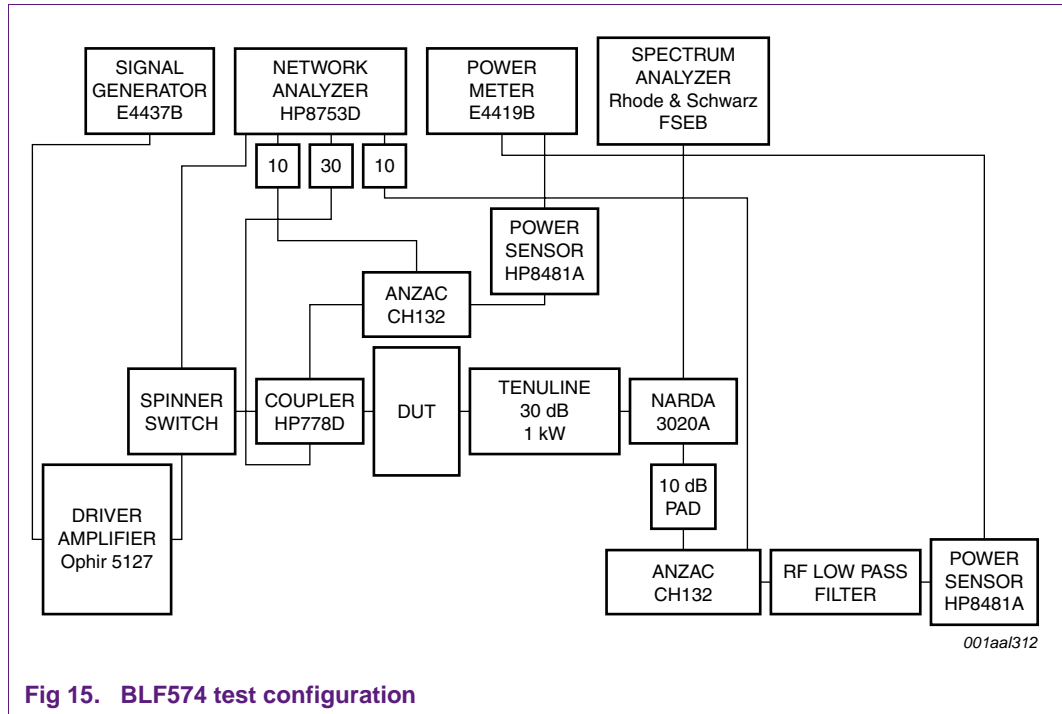 SIGNAL
GENERATOR
E4437B
NETWORK
ANALYZER
HP8753D
POWER
METER
E4419B
SPECTRUM
ANALYZER
Rhode & Schwarz
FSEB
10
30
10
POWER
SENSOR
HP8481A
ANZAC
CH132
SPINNER
SWITCH
COUPLER
HP778D
DUT
TENULINE
30 dB
1 kW
NARDA
3020A
10 dB
PAD
DRIVER
AMPLIFIER
Ophir 5127
ANZAC
CH132
RF LOW PASS
FILTER
POWER
SENSOR
HP8481A
001aal312
Fig 15. BLF574 test configuration